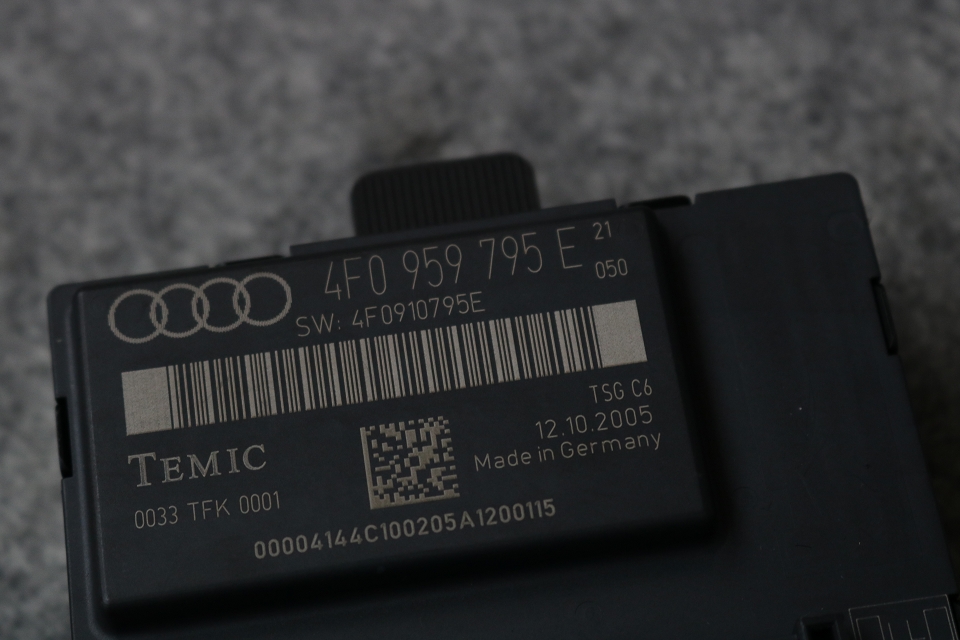 4F0 959 795 E 21
050
SW: 4F0910795E
TSG C6
12.10.2005
Made in Germany
TEMIC
0033 TFK 0001
00004144C100205A1200115